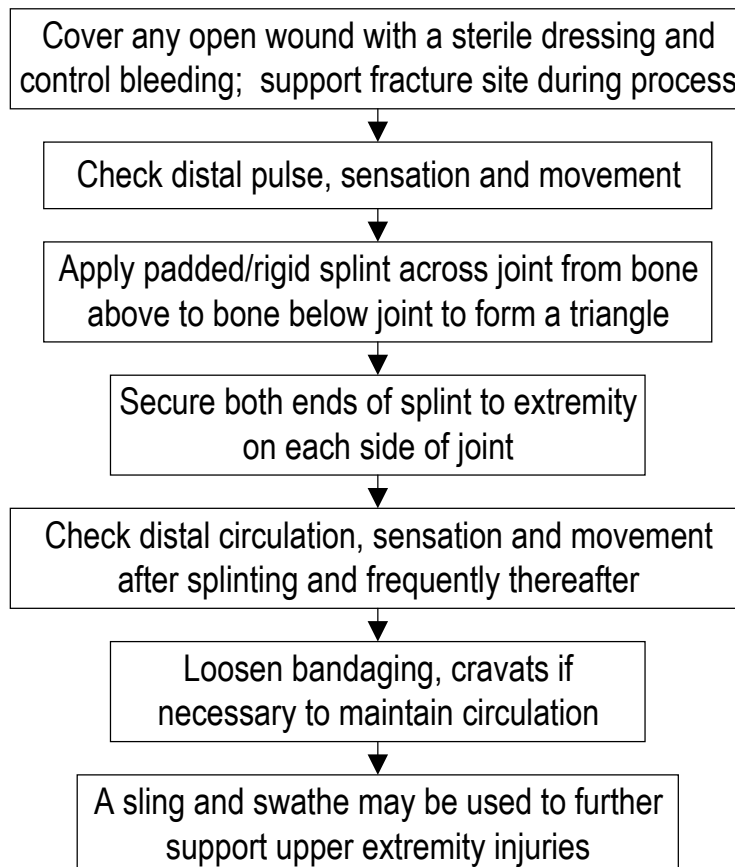 Cover any open wound with a sterile dressing and
control bleeding;  support fracture site during process
Check distal pulse, sensation and movement
Apply padded/rigid splint across joint from bone
above to bone below joint to form a triangle
Secure both ends of splint to extremity
on each side of joint
Check distal circulation, sensation and movement
after splinting and frequently thereafter
Loosen bandaging, cravats if
necessary to maintain circulation
A sling and swathe may be used to further
support upper extremity injuries